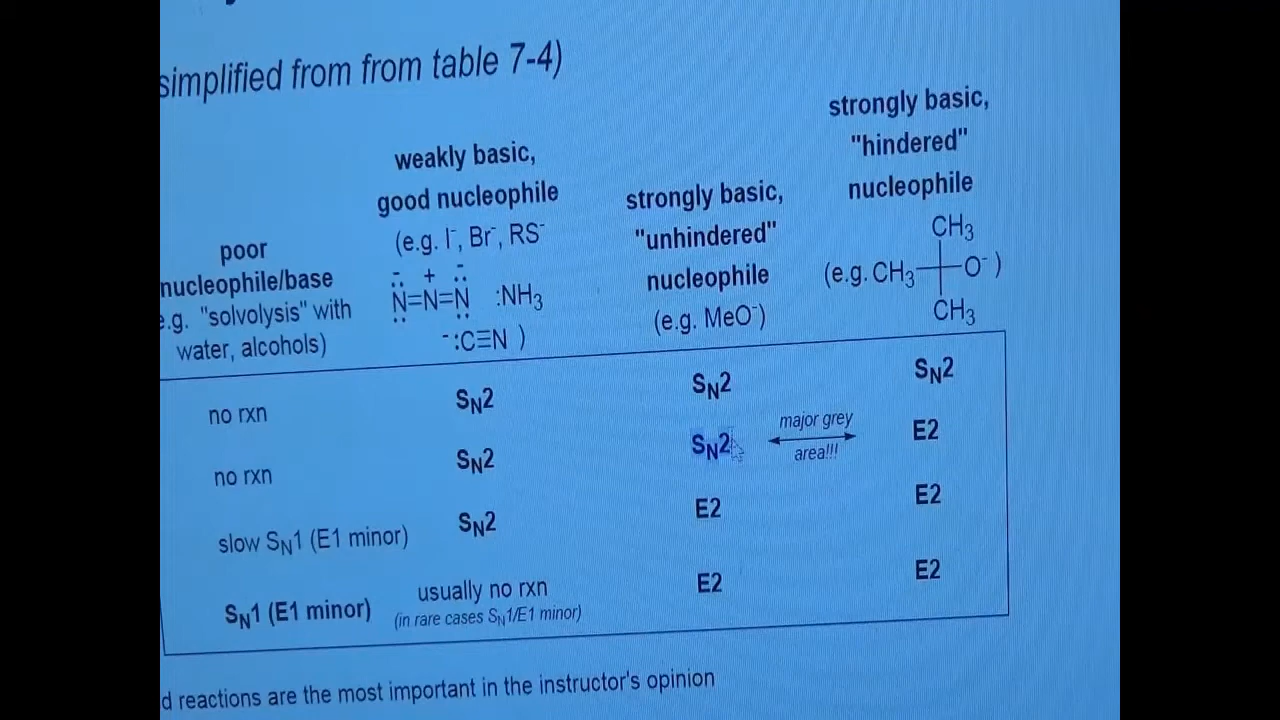 simplified from from table 7-4)
poor
nucleophile/base
e.g. "solvolysis" with
water, alcohols)
weakly basic,
good nucleophile
(e.g. I⁻, Br⁻, RS⁻
N=N=N :NH₃
⁻:C≡N )
strongly basic,
"unhindered"
nucleophile
(e.g. MeO⁻)
strongly basic,
"hindered"
nucleophile
CH₃
(e.g. CH₃ O⁻ )
CH₃
no rxn SN2 SN2 SN2
no rxn SN2 SN2 major grey area!!! E2
slow SN1 (E1 minor) SN2 E2 E2
SN1 (E1 minor) usually no rxn E2 E2
(in rare cases SN1/E1 minor)
d reactions are the most important in the instructor's opinion